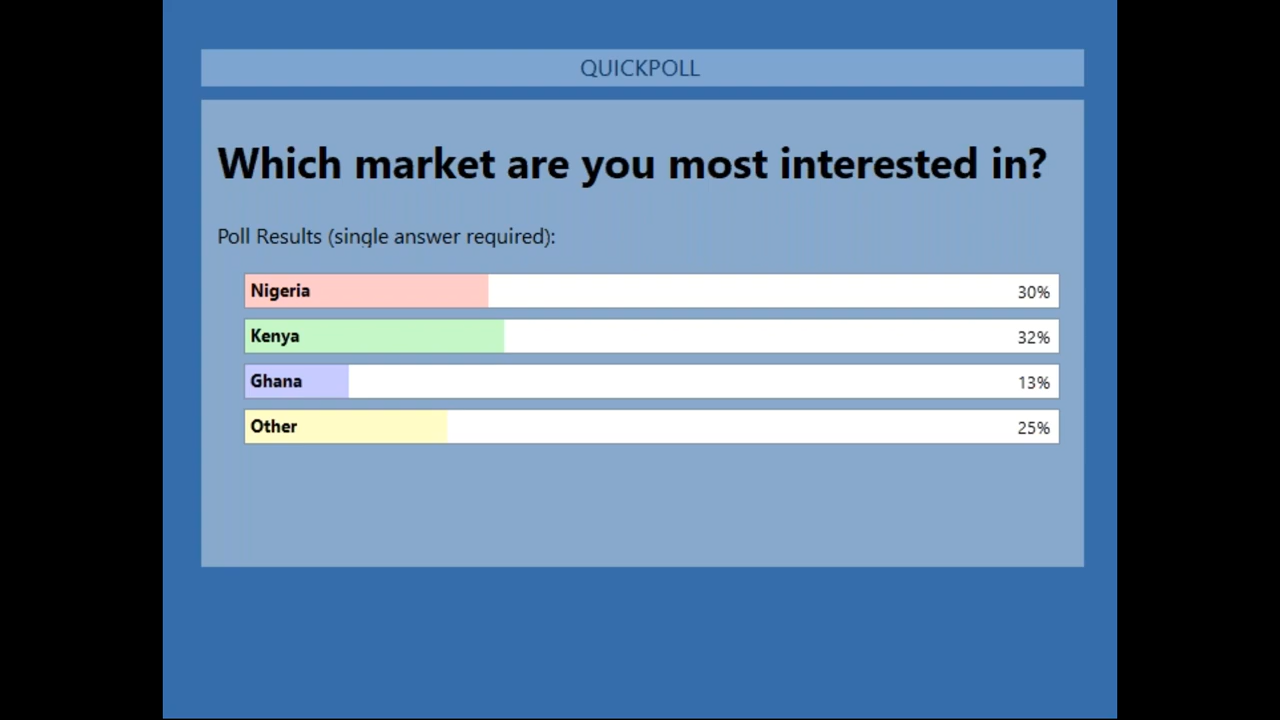 QUICKPOLL
Which market are you most interested in?
Poll Results (single answer required):
Nigeria 30%
Kenya 32%
Ghana 13%
Other 25%